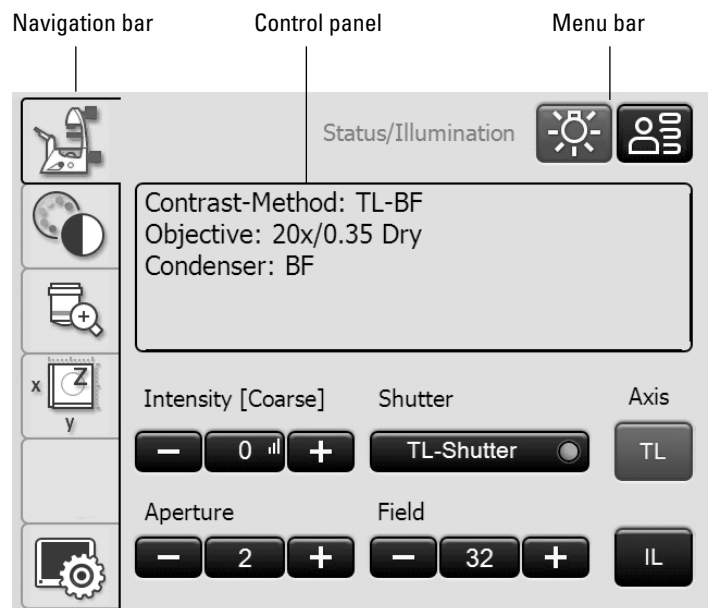 Navigation bar Control panel Menu bar
Status/Illumination
Contrast-Method: TL-BF
Objective: 20x/0.35 Dry
Condenser: BF
Z
x
y
Intensity [Coarse] Shutter Axis
− 0 + TL-Shutter TL
Aperture Field
− 2 + − 32 + IL